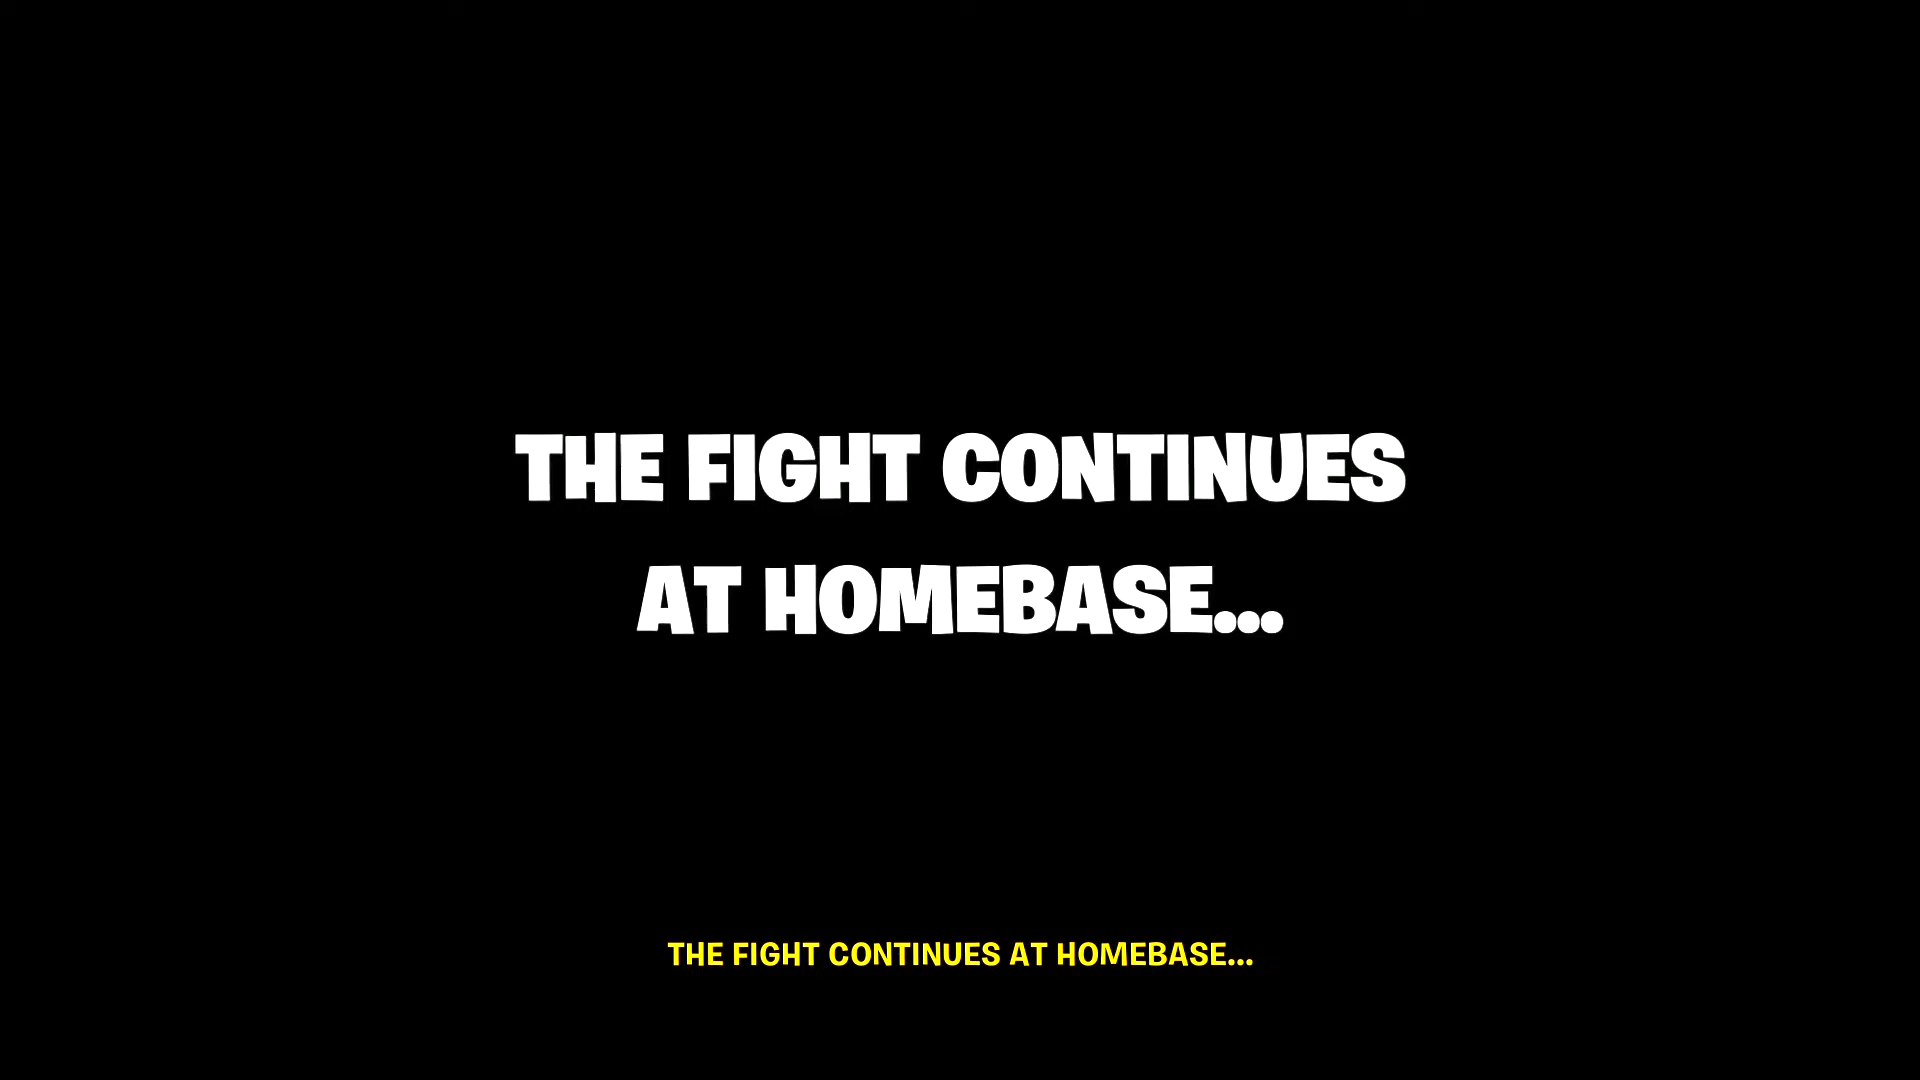 THE FIGHT CONTINUES
AT HOMEBASE...
THE FIGHT CONTINUES AT HOMEBASE...